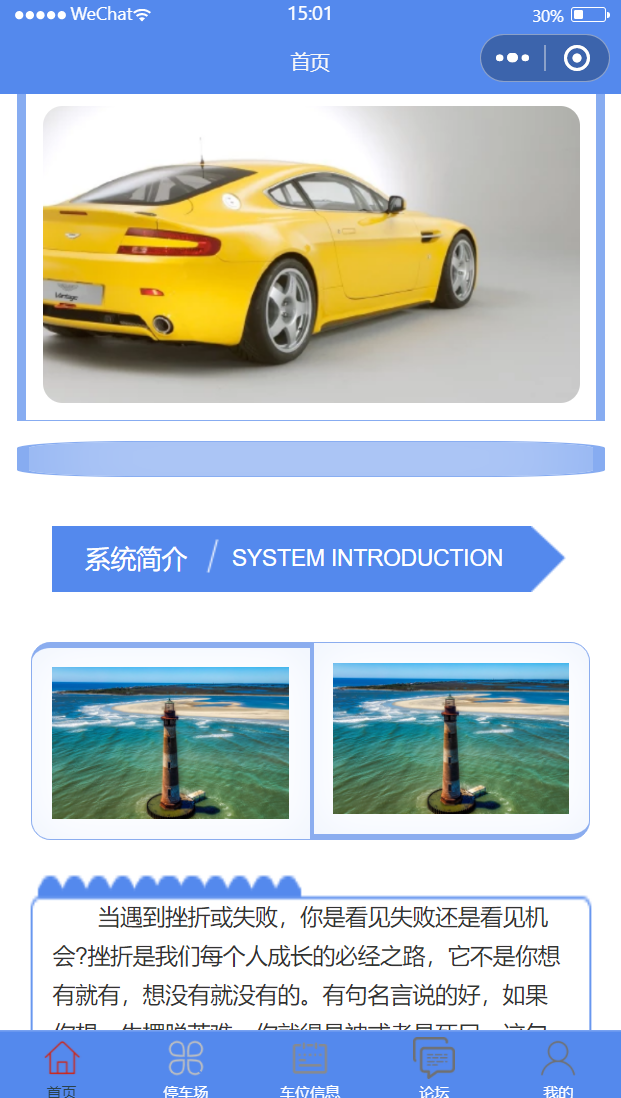 WeChat 15:01 30%
首页
Vantage
系统简介 / SYSTEM INTRODUCTION
当遇到挫折或失败，你是看见失败还是看见机
会?挫折是我们每个人成长的必经之路，它不是你想
有就有，想没有就没有的。有句名言说的好，如果
首页 停车场 车位信息 论坛 我的